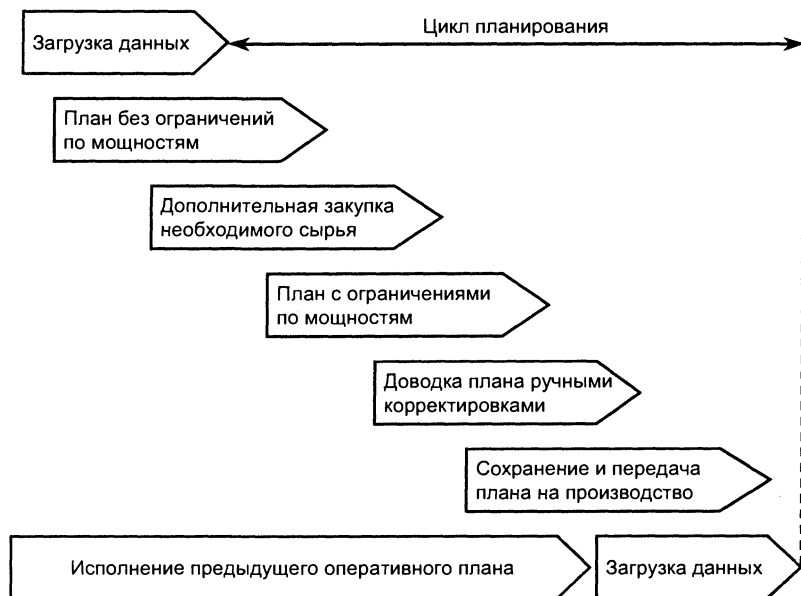 Загрузка данных
Цикл планирования
План без ограничений
по мощностям
Дополнительная закупка
необходимого сырья
План с ограничениями
по мощностям
Доводка плана ручными
корректировками
Сохранение и передача
плана на производство
Исполнение предыдущего оперативного плана
Загрузка данных